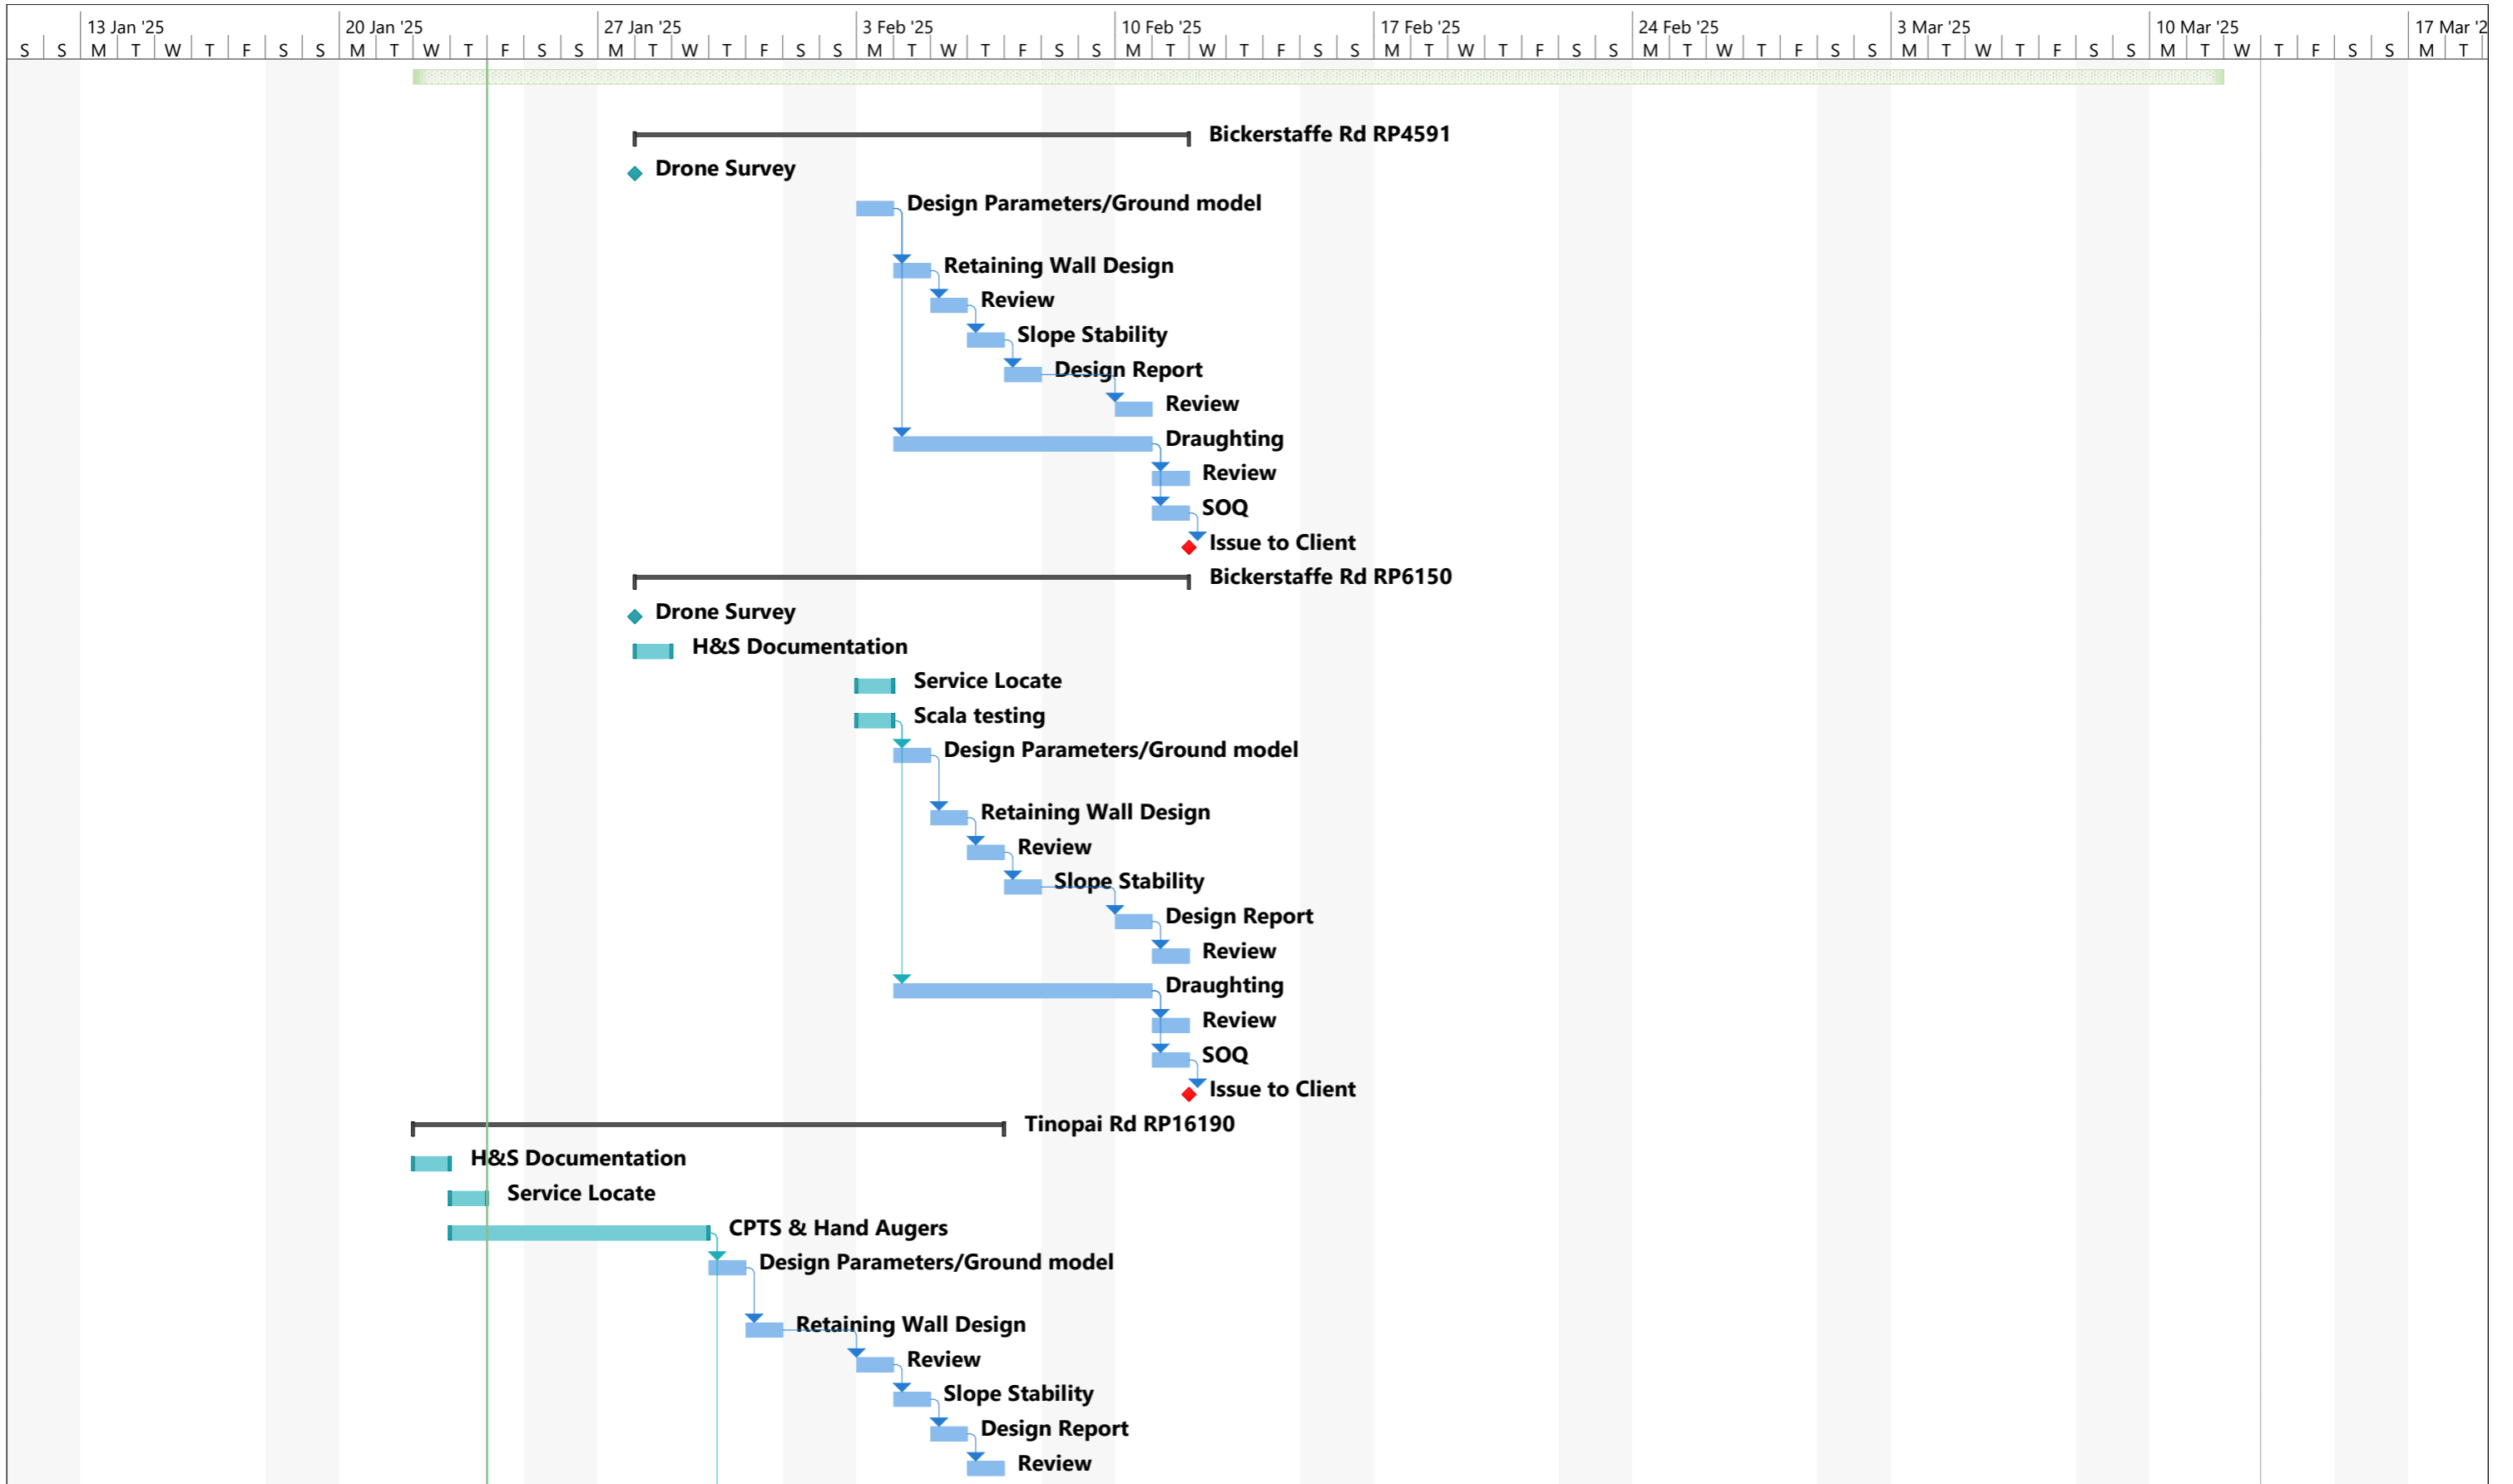 13 Jan '25 20 Jan '25 27 Jan '25 3 Feb '25 10 Feb '25 17 Feb '25 24 Feb '25 3 Mar '25 10 Mar '25 17 Mar '2
S S M T W T F S S M T W T F S S M T W T F S S M T W T F S S M T W T F S S M T W T F S S M T W T F S S M T W T F S S M T W T F S S M T
Bickerstaffe Rd RP4591
Drone Survey
Design Parameters/Ground model
Retaining Wall Design
Review
Slope Stability
Design Report
Review
Draughting
Review
SOQ
Issue to Client
Bickerstaffe Rd RP6150
Drone Survey
H&S Documentation
Service Locate
Scala testing
Design Parameters/Ground model
Retaining Wall Design
Review
Slope Stability
Design Report
Review
Draughting
Review
SOQ
Issue to Client
Tinopai Rd RP16190
H&S Documentation
Service Locate
CPTS & Hand Augers
Design Parameters/Ground model
Retaining Wall Design
Review
Slope Stability
Design Report
Review